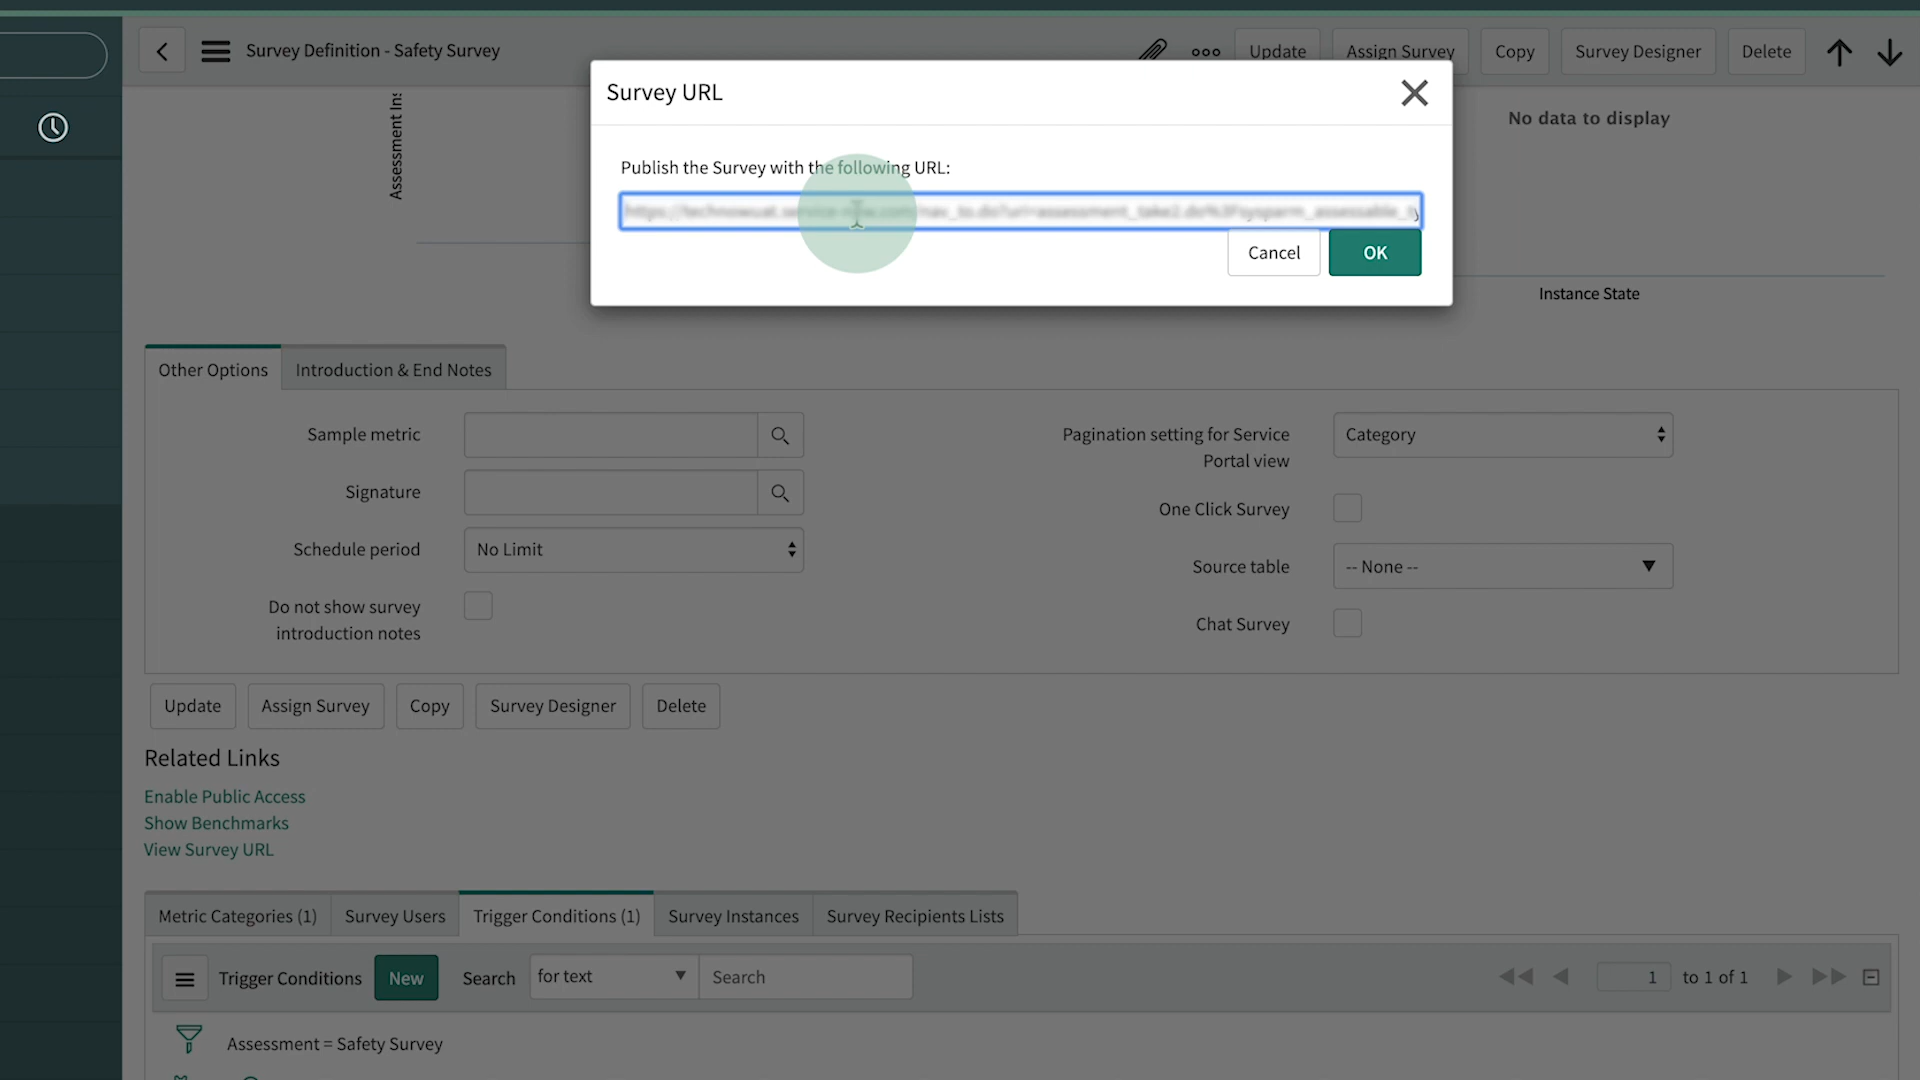 Survey Definition - Safety Survey
Update
Assign Survey
Copy
Survey Designer
Delete
Survey URL
Publish the Survey with the following URL:
Cancel
OK
Assessment Ins
No data to display
Instance State
Other Options
Introduction & End Notes
Sample metric
Signature
Schedule period
No Limit
Do not show survey
introduction notes
Pagination setting for Service
Portal view
Category
One Click Survey
Source table
-- None --
Chat Survey
Update
Assign Survey
Copy
Survey Designer
Delete
Related Links
Enable Public Access
Show Benchmarks
View Survey URL
Metric Categories (1)
Survey Users
Trigger Conditions (1)
Survey Instances
Survey Recipients Lists
Trigger Conditions
New
Search
for text
Search
1
to 1 of 1
Assessment = Safety Survey